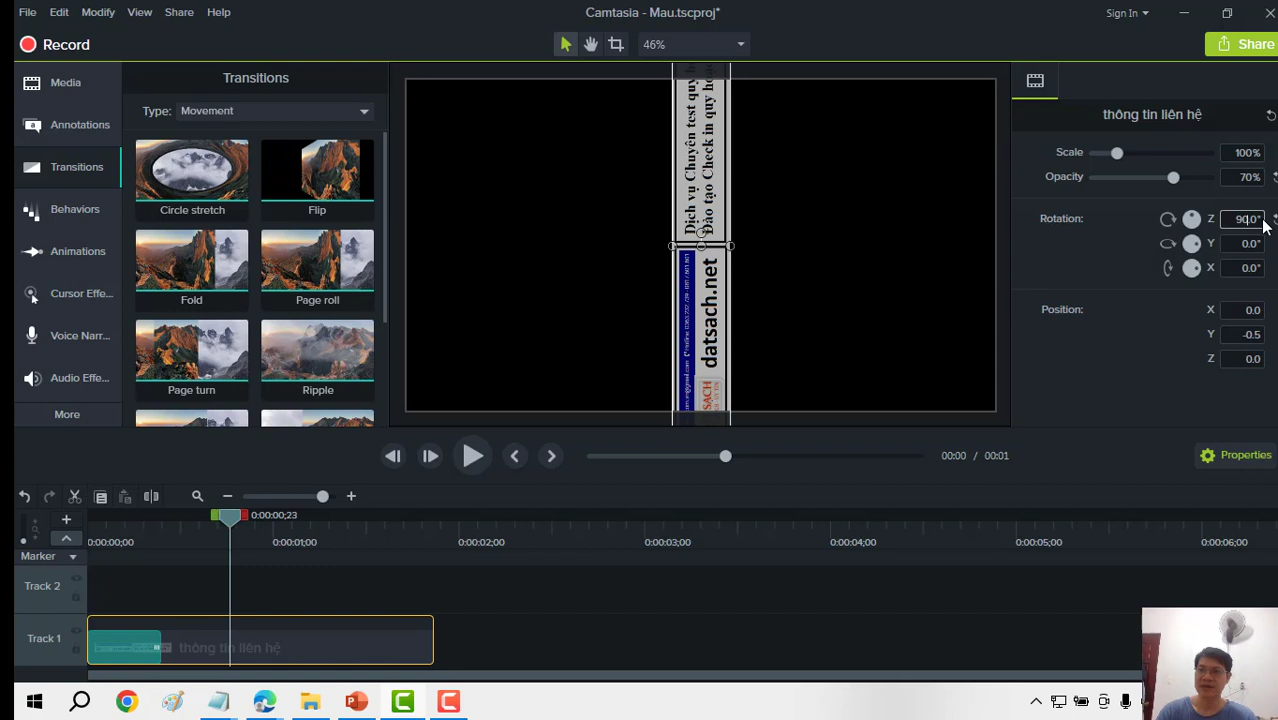 File Edit Modify View Share Help
Camtasia - Mau.tscproj*
Sign In
Record
46%
Share
Media
Annotations
Transitions
Behaviors
Animations
Cursor Effe...
Voice Narr...
Audio Effe...
More
Transitions
Type: Movement
Circle stretch
Flip
Fold
Page roll
Page turn
Ripple
Dịch vụ Chuyên test quy h
Đào tạo Check in quy hoạ
datsach.net
SACH
thông tin liên hệ
Scale 100%
Opacity 70%
Rotation: Z 90.0°
Y 0.0°
X 0.0°
Position: X 0.0
Y -0.5
Z 0.0
00:00 / 00:01
Properties
0:00:00;23
0:00:00;00 0:00:01;00 0:00:02;00 0:00:03;00 0:00:04;00 0:00:05;00 0:00:06;00
Marker
Track 2
Track 1
thông tin liên hệ